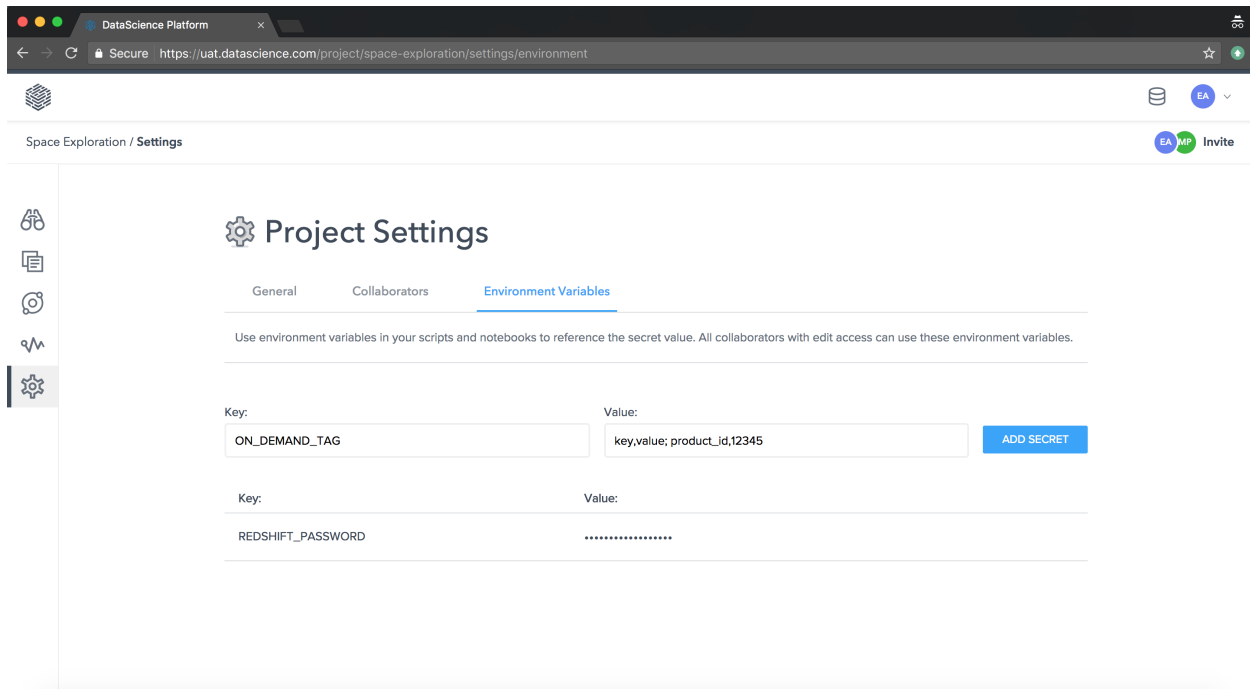 DataScience Platform
Secure https://uat.datascience.com/project/space-exploration/settings/environment
EA
Space Exploration / Settings
EA MP Invite
Project Settings
General Collaborators Environment Variables
Use environment variables in your scripts and notebooks to reference the secret value. All collaborators with edit access can use these environment variables.
Key: Value:
ON_DEMAND_TAG key,value; product_id,12345 ADD SECRET
Key: Value:
REDSHIFT_PASSWORD ••••••••••••••••••